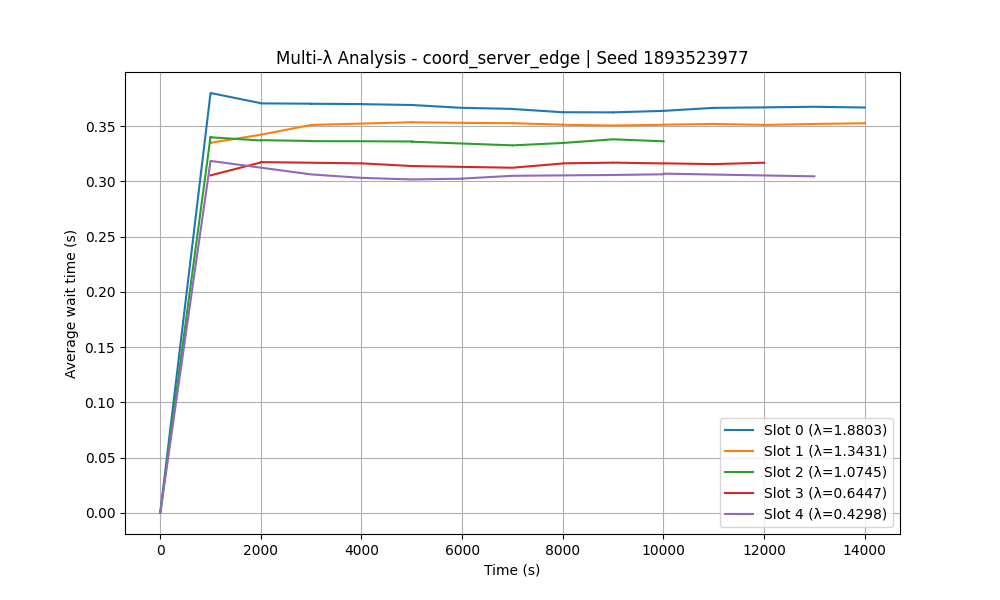 Multi-λ Analysis - coord_server_edge | Seed 1893523977
Average wait time (s)
0.35
0.30
0.25
0.20
0.15
0.10
0.05
0.00
Slot 0 (λ=1.8803)
Slot 1 (λ=1.3431)
Slot 2 (λ=1.0745)
Slot 3 (λ=0.6447)
Slot 4 (λ=0.4298)
0 2000 4000 6000 8000 10000 12000 14000
Time (s)